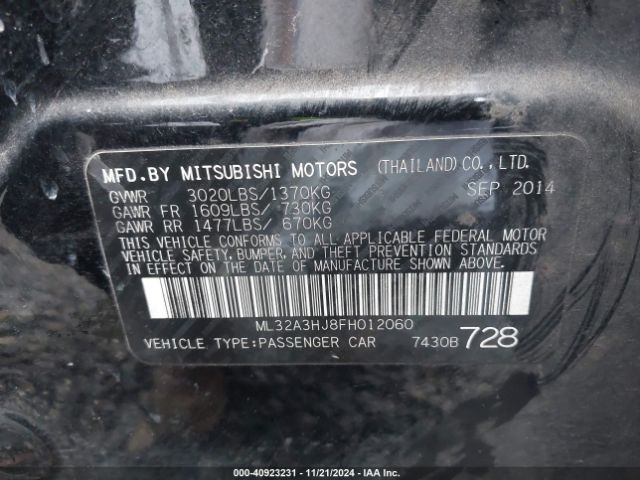 MFD.BY MITSUBISHI MOTORS (THAILAND) CO., LTD.
GVWR 3020LBS/1370KG SEP 2014
GAWR FR 1609LBS/ 730KG
GAWR RR 1477LBS/ 670KG
THIS VEHICLE CONFORMS TO ALL APPLICABLE FEDERAL MOTOR
VEHICLE SAFETY, BUMPER, AND THEFT PREVENTION STANDARDS
IN EFFECT ON THE DATE OF MANUFACTURE SHOWN ABOVE.
ML32A3HJ8FH012060
VEHICLE TYPE:PASSENGER CAR 7430B 728
000-40923231 - 11/21/2024 - IAA Inc.